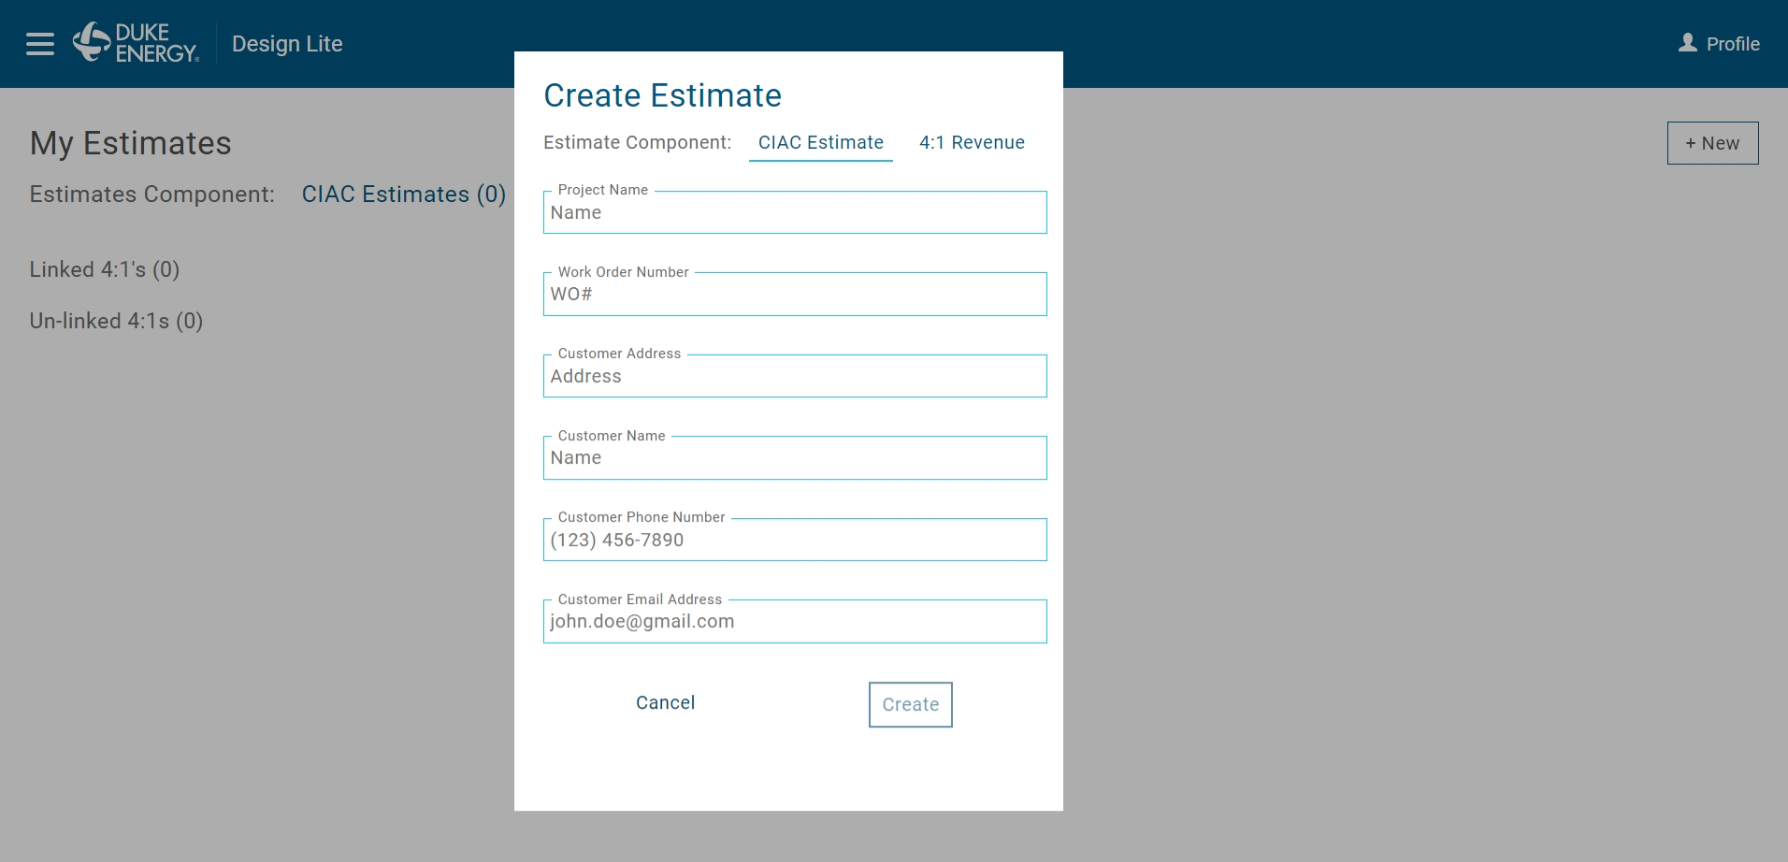 DUKE
ENERGY®
Design Lite
Profile
My Estimates
+ New
Estimates Component: CIAC Estimates (0)
Linked 4:1's (0)
Un-linked 4:1s (0)
Create Estimate
Estimate Component: CIAC Estimate 4:1 Revenue
Project Name
Name
Work Order Number
WO#
Customer Address
Address
Customer Name
Name
Customer Phone Number
(123) 456-7890
Customer Email Address
john.doe@gmail.com
Cancel
Create